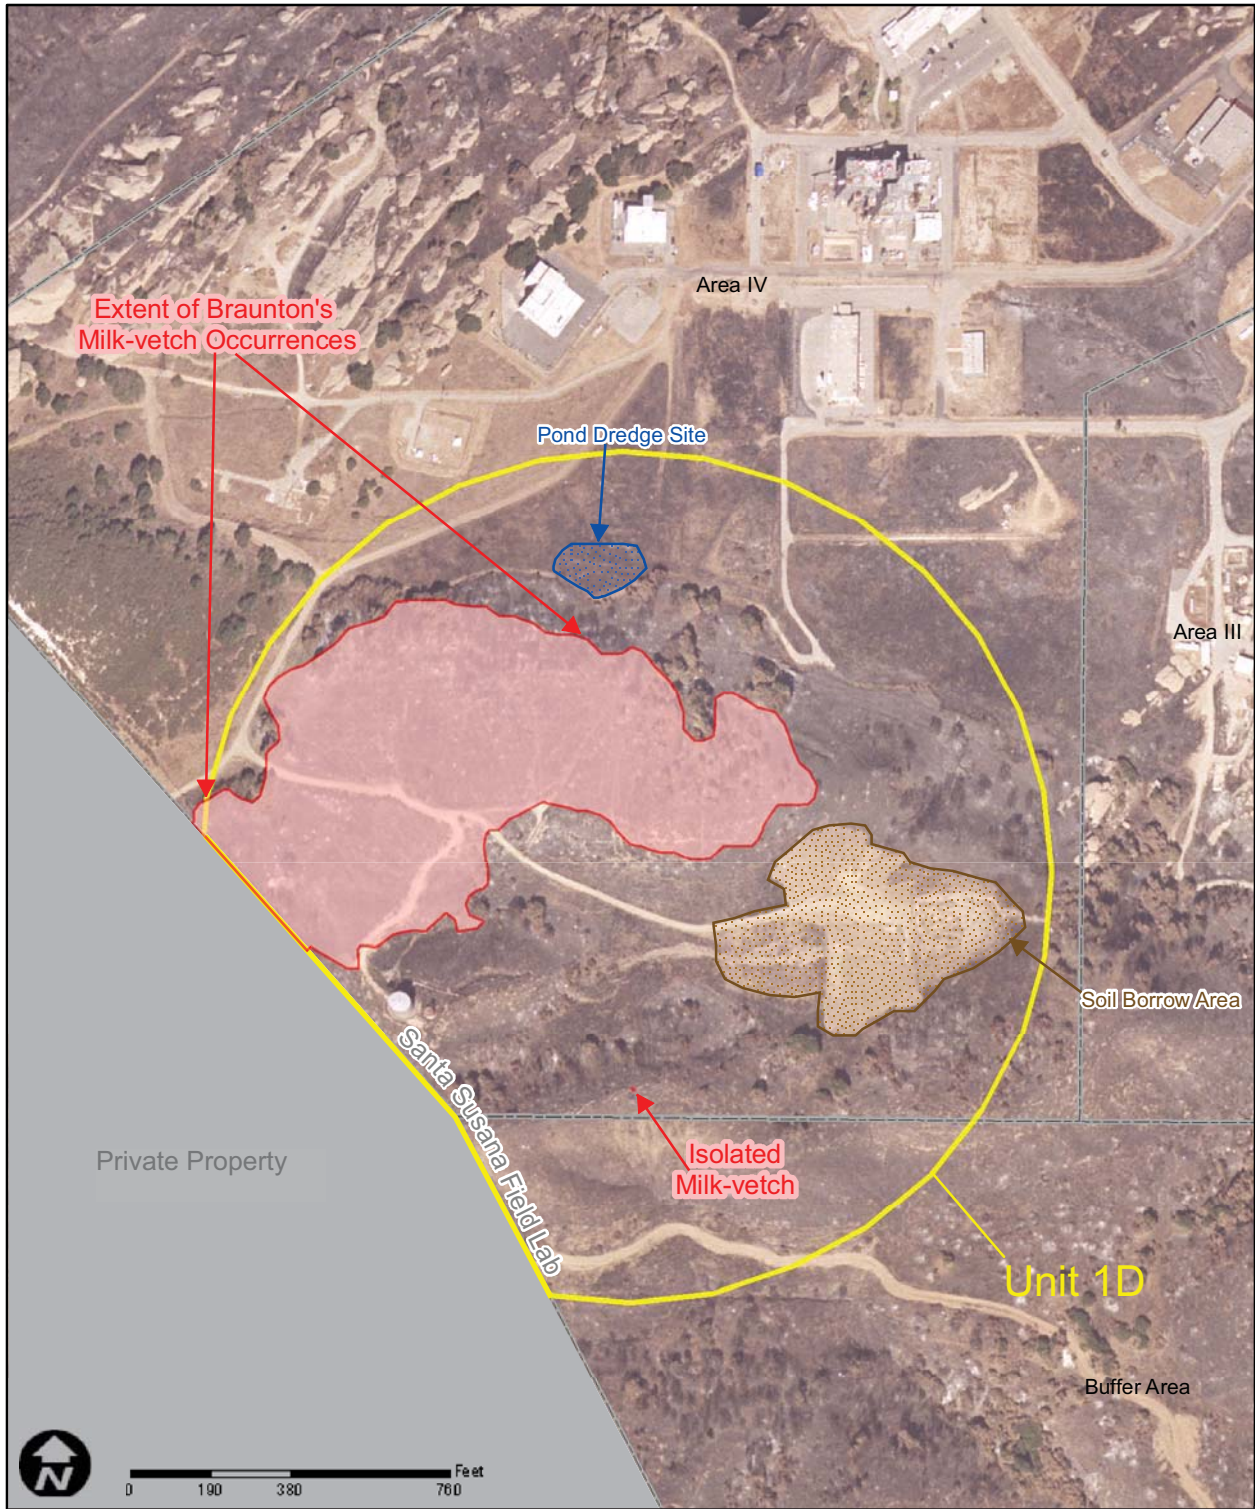 Area IV
Extent of Braunton's
Milk-vetch Occurrences
Pond Dredge Site
Area III
Soil Borrow Area
Santa Susana Field Lab
Private Property
Isolated
Milk-vetch
Unit 1D
Buffer Area
N
Feet
0 190 380 760